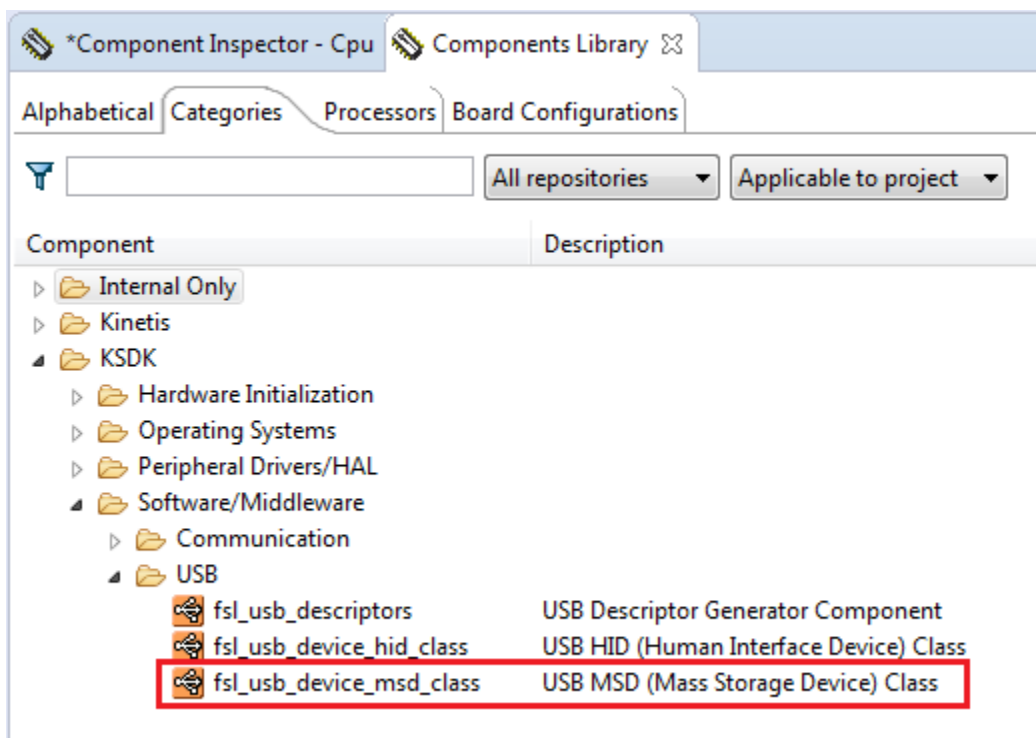 *Component Inspector - Cpu Components Library
Alphabetical Categories Processors Board Configurations
All repositories Applicable to project
Component Description
Internal Only
Kinetis
KSDK
Hardware Initialization
Operating Systems
Peripheral Drivers/HAL
Software/Middleware
Communication
USB
fsl_usb_descriptors USB Descriptor Generator Component
fsl_usb_device_hid_class USB HID (Human Interface Device) Class
fsl_usb_device_msd_class USB MSD (Mass Storage Device) Class